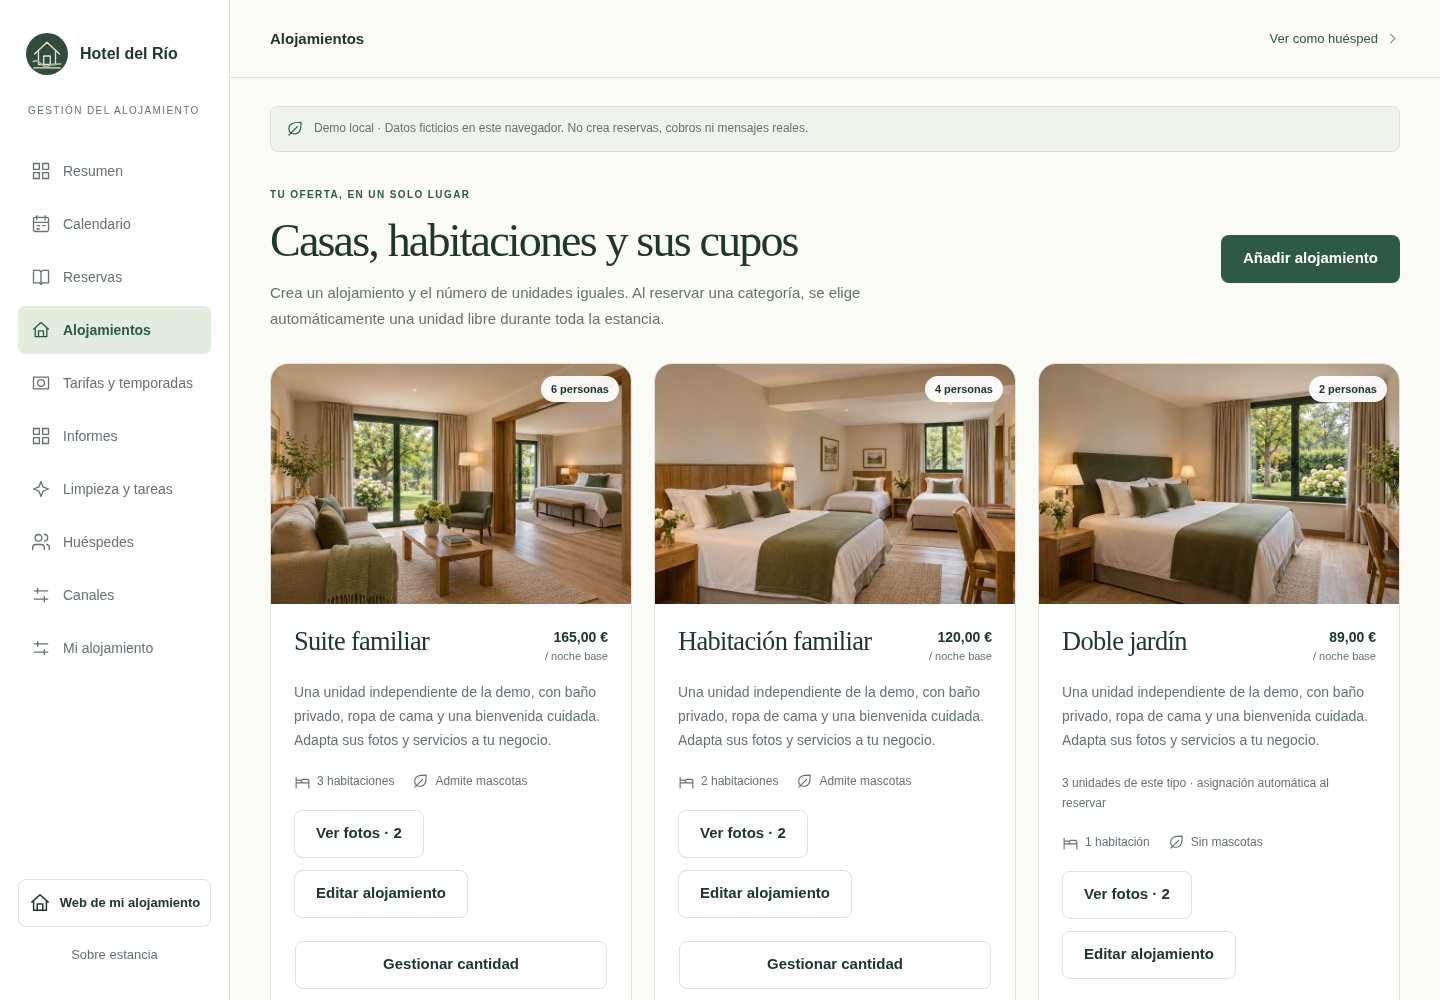 Hotel del Río
GESTIÓN DEL ALOJAMIENTO
Resumen
Calendario
Reservas
Alojamientos
Tarifas y temporadas
Informes
Limpieza y tareas
Huéspedes
Canales
Mi alojamiento
Web de mi alojamiento
Sobre estancia
Alojamientos
Ver como huésped
Demo local · Datos ficticios en este navegador. No crea reservas, cobros ni mensajes reales.
TU OFERTA, EN UN SOLO LUGAR
Casas, habitaciones y sus cupos
Crea un alojamiento y el número de unidades iguales. Al reservar una categoría, se elige
automáticamente una unidad libre durante toda la estancia.
Añadir alojamiento
6 personas
Suite familiar
165,00 €
/ noche base
Una unidad independiente de la demo, con baño
privado, ropa de cama y una bienvenida cuidada.
Adapta sus fotos y servicios a tu negocio.
3 habitaciones
Admite mascotas
Ver fotos · 2
Editar alojamiento
Gestionar cantidad
4 personas
Habitación familiar
120,00 €
/ noche base
Una unidad independiente de la demo, con baño
privado, ropa de cama y una bienvenida cuidada.
Adapta sus fotos y servicios a tu negocio.
2 habitaciones
Admite mascotas
Ver fotos · 2
Editar alojamiento
Gestionar cantidad
2 personas
Doble jardín
89,00 €
/ noche base
Una unidad independiente de la demo, con baño
privado, ropa de cama y una bienvenida cuidada.
Adapta sus fotos y servicios a tu negocio.
3 unidades de este tipo · asignación automática al
reservar
1 habitación
Sin mascotas
Ver fotos · 2
Editar alojamiento